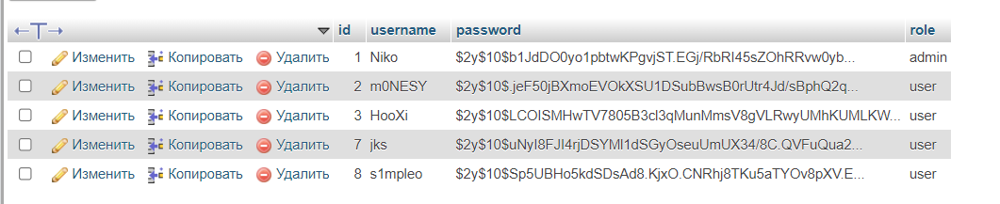 ←T→ id username password role
Изменить Копировать Удалить 1 Niko $2y$10$b1JdDO0yo1pbtwKPgvjST.EGj/RbRI45sZOhRRvw0yb... admin
Изменить Копировать Удалить 2 m0NESY $2y$10$.jeF50jBXmoEVOkXSU1DSubBwsB0rUtr4Jd/sBphQ2q... user
Изменить Копировать Удалить 3 HooXi $2y$10$LCOISMHwTV7805B3cl3qMunMmsV8gVLRwyUMhKUMLKW... user
Изменить Копировать Удалить 7 jks $2y$10$uNyI8FJI4rjDSYMI1dSGyOseuUmUX34/8C.QVFuQua2... user
Изменить Копировать Удалить 8 s1mpleo $2y$10$Sp5UBHo5kdSDsAd8.KjxO.CNRhj8TKu5aTYOv8pXV.E... user